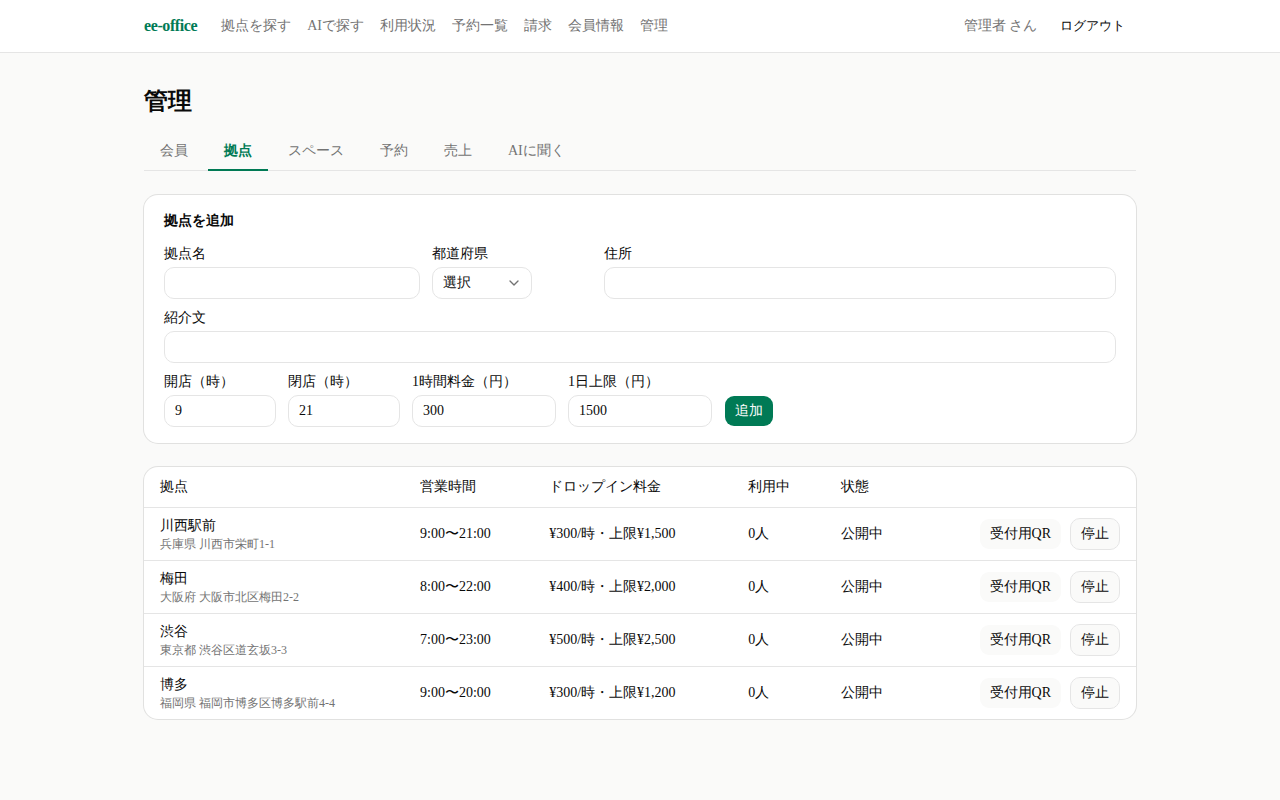 ee-office 拠点を探す AIで探す 利用状況 予約一覧 請求 会員情報 管理 管理者 さん ログアウト
管理
会員 拠点 スペース 予約 売上 AIに聞く
拠点を追加
拠点名 都道府県 住所
選択
紹介文
開店（時） 閉店（時） 1時間料金（円） 1日上限（円）
9 21 300 1500 追加
拠点 営業時間 ドロップイン料金 利用中 状態
川西駅前
兵庫県 川西市栄町1-1
9:00〜21:00 ¥300/時・上限¥1,500 0人 公開中 受付用QR 停止
梅田
大阪府 大阪市北区梅田2-2
8:00〜22:00 ¥400/時・上限¥2,000 0人 公開中 受付用QR 停止
渋谷
東京都 渋谷区道玄坂3-3
7:00〜23:00 ¥500/時・上限¥2,500 0人 公開中 受付用QR 停止
博多
福岡県 福岡市博多区博多駅前4-4
9:00〜20:00 ¥300/時・上限¥1,200 0人 公開中 受付用QR 停止